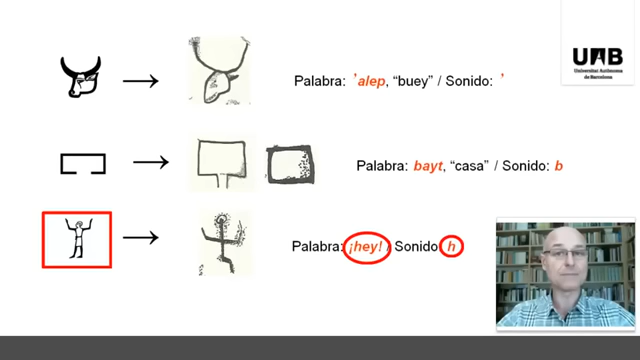 Palabra: 'alep, “buey” / Sonido: '
UAB
Universitat Autònoma
de Barcelona
Palabra: bayt, “casa” / Sonido: b
Palabra: ¡hey! / Sonido: h